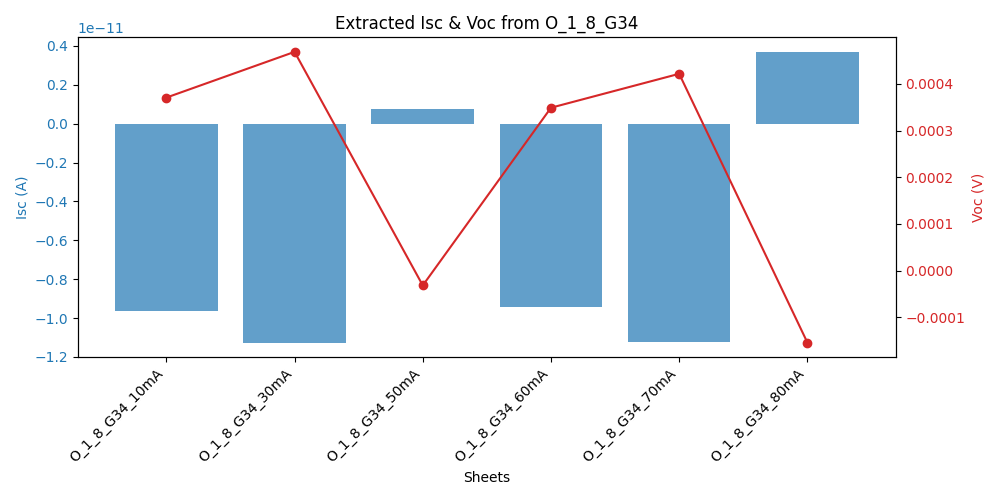 Extracted Isc & Voc from O_1_8_G34
1e−11
0.4
0.2
0.0
−0.2
−0.4
−0.6
−0.8
−1.0
−1.2
Isc (A)
0.0004
0.0003
0.0002
0.0001
0.0000
−0.0001
Voc (V)
O_1_8_G34_10mA
O_1_8_G34_30mA
O_1_8_G34_50mA
O_1_8_G34_60mA
O_1_8_G34_70mA
O_1_8_G34_80mA
Sheets